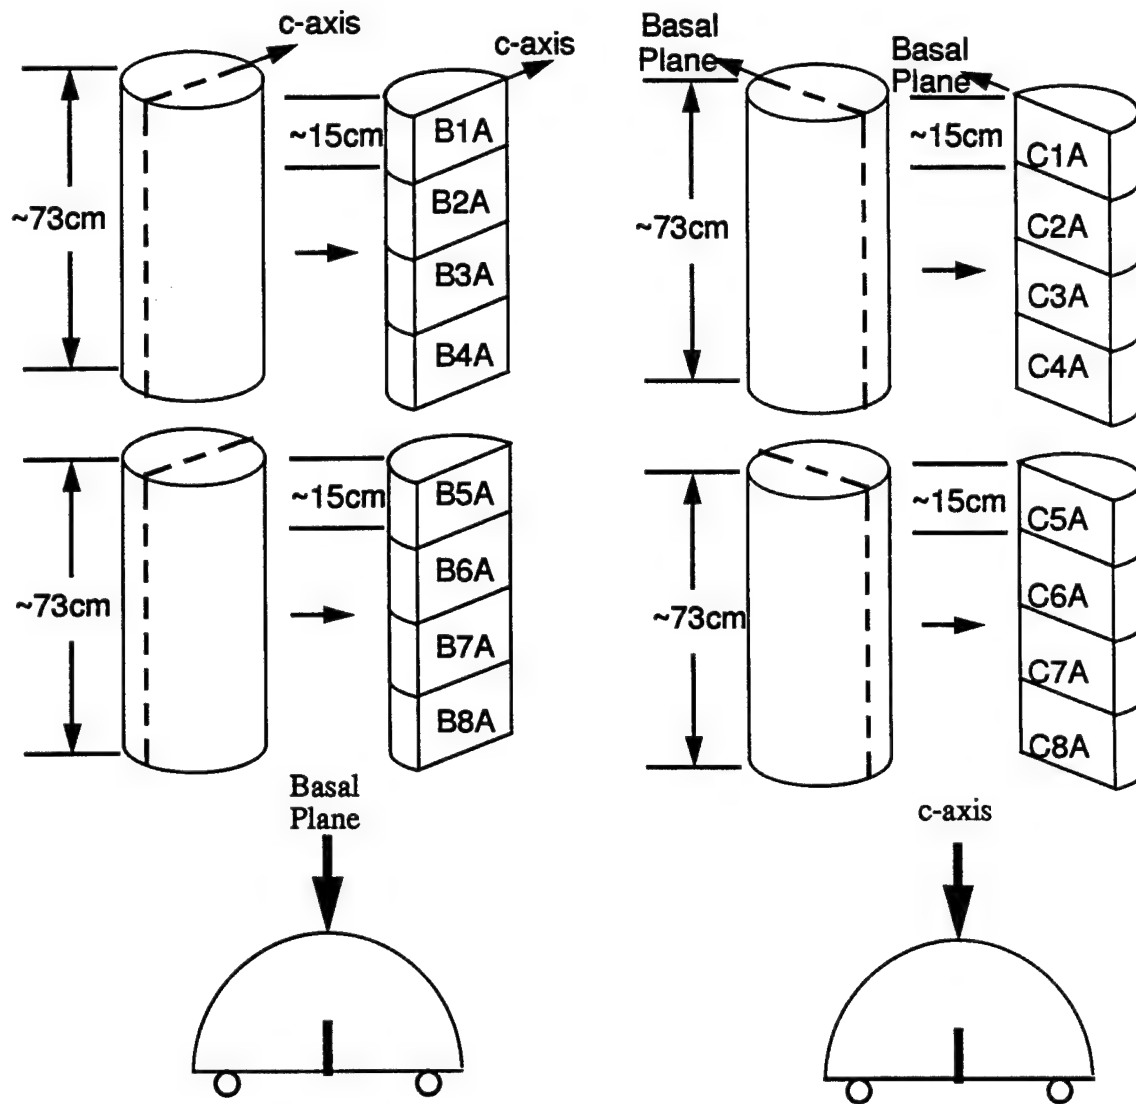 c-axis
c-axis
~73cm
~15cm
B1A
B2A
B3A
B4A
Basal
Plane
Basal
Plane
~73cm
~15cm
C1A
C2A
C3A
C4A
~73cm
~15cm
B5A
B6A
B7A
B8A
~73cm
~15cm
C5A
C6A
C7A
C8A
Basal
Plane
c-axis